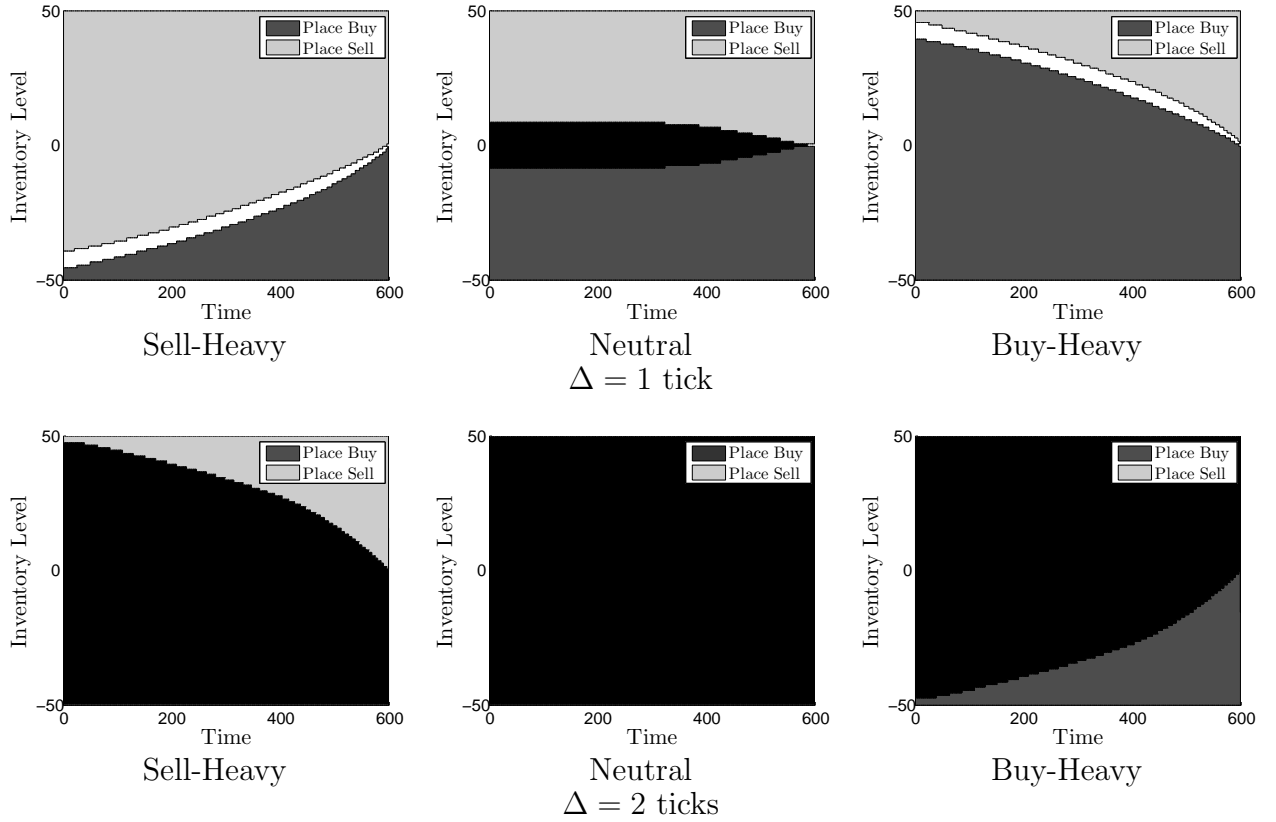 50
0
−50
Inventory Level
Place Buy
Place Sell
0 200 400 600
Time
Sell-Heavy
50
0
−50
Inventory Level
Place Buy
Place Sell
0 200 400 600
Time
Neutral
50
0
−50
Inventory Level
Place Buy
Place Sell
0 200 400 600
Time
Buy-Heavy
Δ = 1 tick
50
0
−50
Inventory Level
Place Buy
Place Sell
0 200 400 600
Time
Sell-Heavy
50
0
−50
Inventory Level
Place Buy
Place Sell
0 200 400 600
Time
Neutral
50
0
−50
Inventory Level
Place Buy
Place Sell
0 200 400 600
Time
Buy-Heavy
Δ = 2 ticks